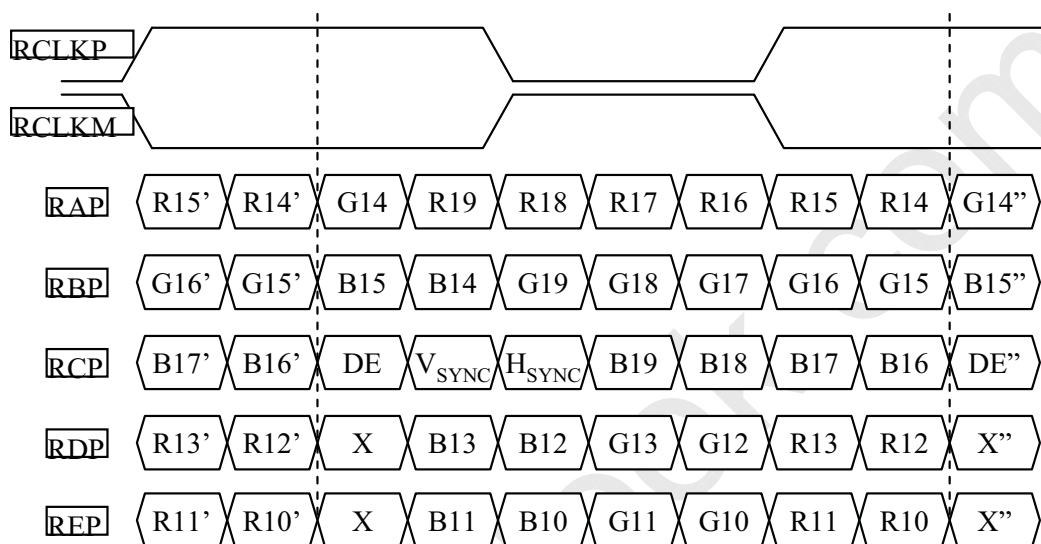 RCLKP
RCLKM
RAP R15’ R14’ G14 R19 R18 R17 R16 R15 R14 G14”
RBP G16’ G15’ B15 B14 G19 G18 G17 G16 G15 B15”
RCP B17’ B16’ DE VSYNC HSYNC B19 B18 B17 B16 DE”
RDP R13’ R12’ X B13 B12 G13 G12 R13 R12 X”
REP R11’ R10’ X B11 B10 G11 G10 R11 R10 X”